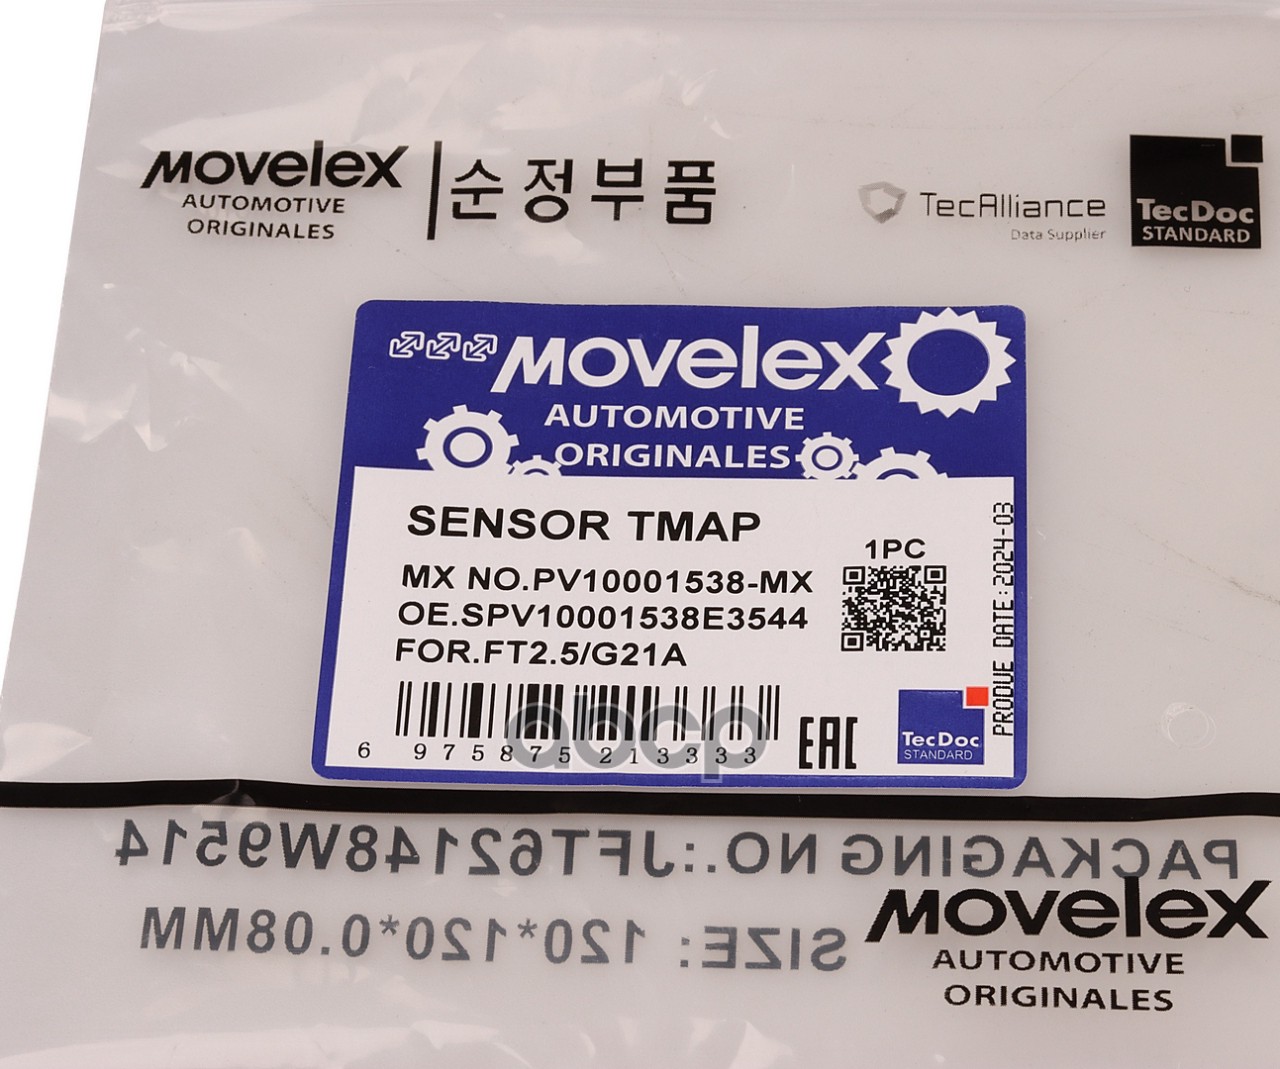 MOVELEX
AUTOMOTIVE
ORIGINALES
순정부품
TecAlliance
Data Supplier
TecDoc
STANDARD
MOVELEX
AUTOMOTIVE
ORIGINALES
SENSOR TMAP
1PC
MX NO.PV10001538-MX
OE.SPV10001538E3544
FOR.FT2.5/G21A
PRODUE DATE:2024-03
6 975875 213333
abcp
EAC
TecDoc
STANDARD
PACKAGING NO.:JFT62148W9514
SIZE: 120*120*0.08MM
MOVELEX
AUTOMOTIVE
ORIGINALES